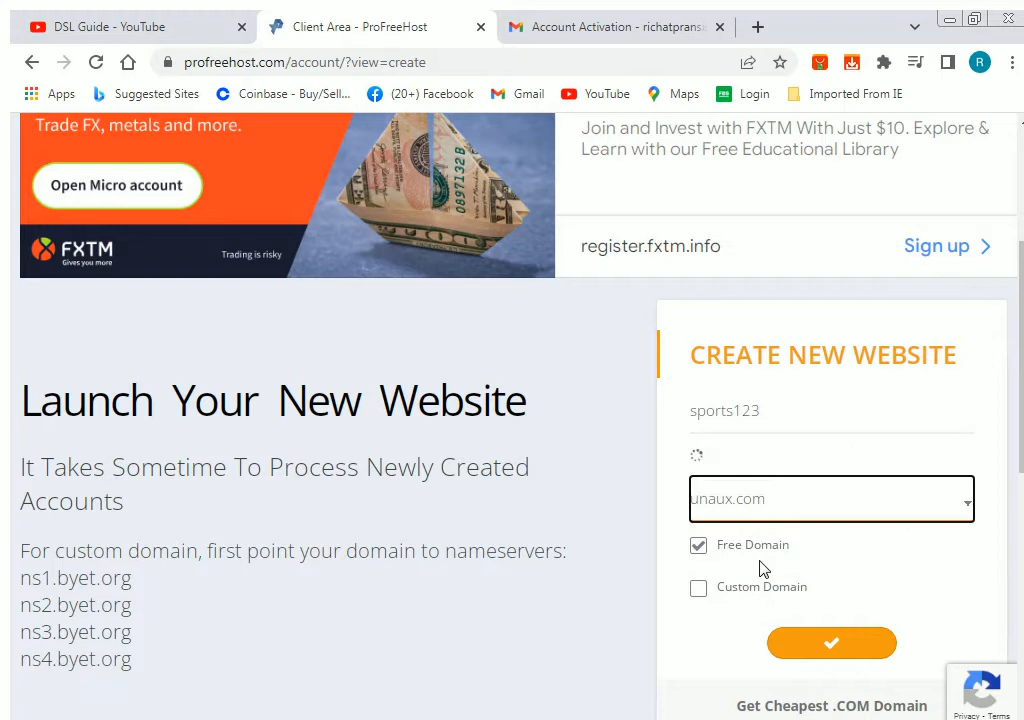 DSL Guide - YouTube
Client Area - ProFreeHost
Account Activation - richatprans
profreehost.com/account/?view=create
R
Apps
Suggested Sites
Coinbase - Buy/Sell...
(20+) Facebook
Gmail
YouTube
Maps
Login
Imported From IE
Trade FX, metals and more.
Open Micro account
FXTM
Gives you more
Trading is risky
0897132 B
Join and Invest with FXTM With Just $10. Explore &
Learn with our Free Educational Library
register.fxtm.info
Sign up
Launch Your New Website
It Takes Sometime To Process Newly Created
Accounts
For custom domain, first point your domain to nameservers:
ns1.byet.org
ns2.byet.org
ns3.byet.org
ns4.byet.org
CREATE NEW WEBSITE
sports123
unaux.com
Free Domain
Custom Domain
Get Cheapest .COM Domain
Privacy - Terms